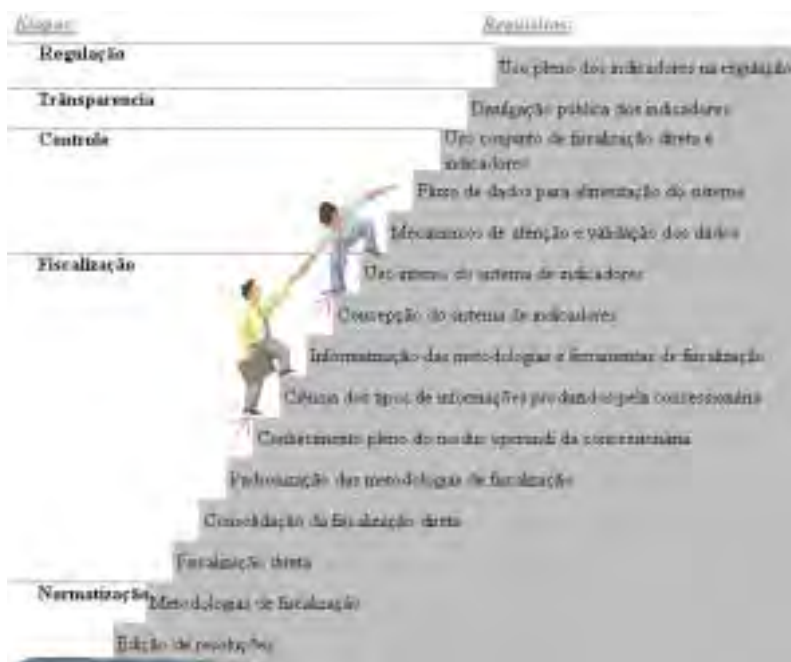 Etapas: Requisitos:
Regulação
Uso pleno dos indicadores na regulação
Transparencia
Divulgação pública dos indicadores
Controle
Uso conjunto de fiscalização direta e
indicadores
Fluxo de dados para alimentação do sistema
Mecanismos de atenção e validação dos dados
Fiscalização
Uso interno do sistema de indicadores
Concepção do sistema de indicadores
Informatização das metodologias e ferramentas de fiscalização
Ciência dos tipos de informações produzidos pela concessionária
Conhecimento pleno do modus operandi da concessionária
Padronização das metodologias de fiscalização
Consolidação da fiscalização direta
Fiscalização direta
Normatização
Metodologias de fiscalização
Edição de resoluções